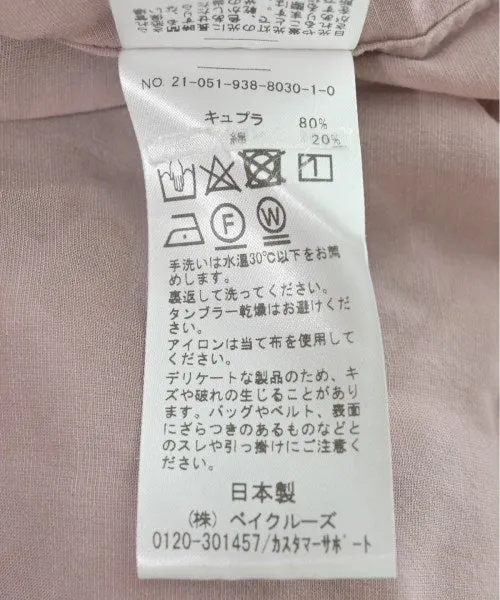 NO 21-051-938-8030-1-0
キュプラ 80%
綿 20%
F W
手洗いは水温30℃以下をお薦
めします。
裏返して洗ってください。
タンブラー乾燥はお避けくだ
さい。
アイロンは当て布を使用して
ください。
デリケートな製品のため、キ
ズや破れの生じることがあり
ます。バッグやベルト、表面
にざらつきのあるものなどと
のスレや引っ掛けにご注意く
ださい。
日本製
(株) ベイクルーズ
0120-301457/カスタマーサポート